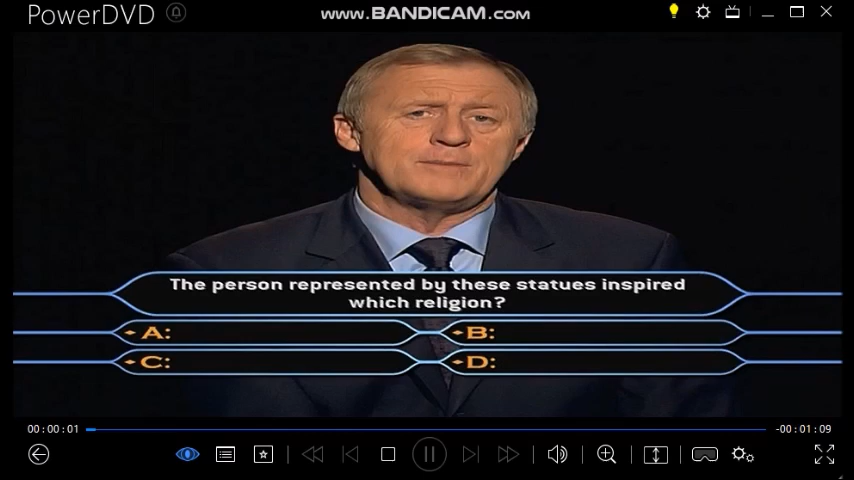 PowerDVD
www.BANDICAM.com
The person represented by these statues inspired
which religion?
A:
B:
C:
D:
00:00:01
-00:01:09